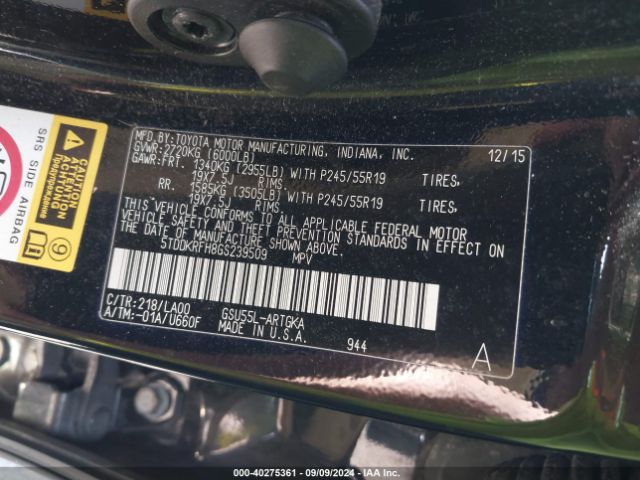 MFD.BY:TOYOTA MOTOR MANUFACTURING, INDIANA, INC. 12/15
GVWR:2720KG (6000LB)
GAWR:FRT. 1340KG (2955LB) WITH P245/55R19 TIRES,
19X7.5J RIMS.
RR. 1585KG (3505LB) WITH P245/55R19 TIRES,
19X7.5J RIMS.
THIS VEHICLE CONFORMS TO ALL APPLICABLE FEDERAL MOTOR
VEHICLE SAFETY AND THEFT PREVENTION STANDARDS IN EFFECT ON
THE DATE OF MANUFACTURE SHOWN ABOVE.
5TDDKRFH8GS239509 MPV
C/TR:218/LA00 GSU55L-ARTGKA
A/TM:-01A/U660F MADE IN U.S.A.
944
A
SRS SIDE AIRBAG
CAUTION
ATTENTION
ACHTUNG
9
000-40275361 - 09/09/2024 - IAA Inc.